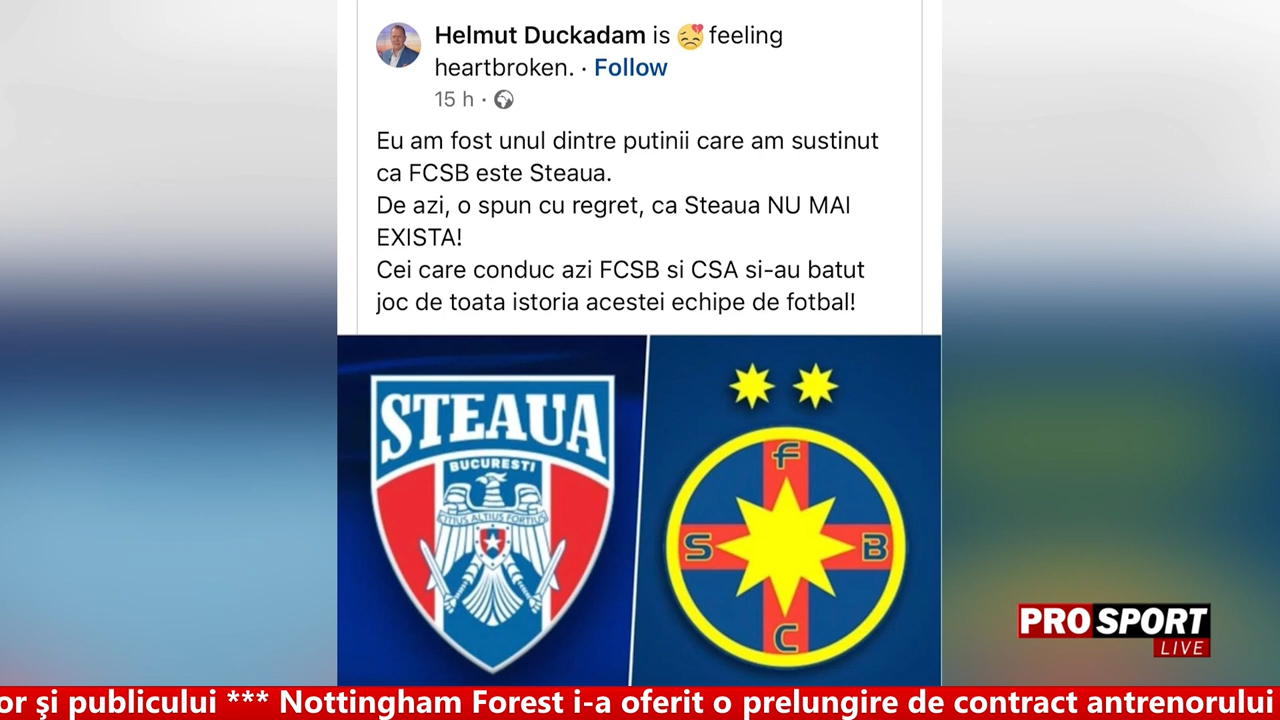 Helmut Duckadam is 😞 feeling
heartbroken. · Follow
15 h ·
Eu am fost unul dintre putinii care am sustinut
ca FCSB este Steaua.
De azi, o spun cu regret, ca Steaua NU MAI
EXISTA!
Cei care conduc azi FCSB si CSA si-au batut
joc de toata istoria acestei echipe de fotbal!
STEAUA
BUCURESTI
CITIUS ALTIUS FORTIUS
F
S B
C
PRO SPORT
LIVE
or şi publicului *** Nottingham Forest i-a oferit o prelungire de contract antrenorului